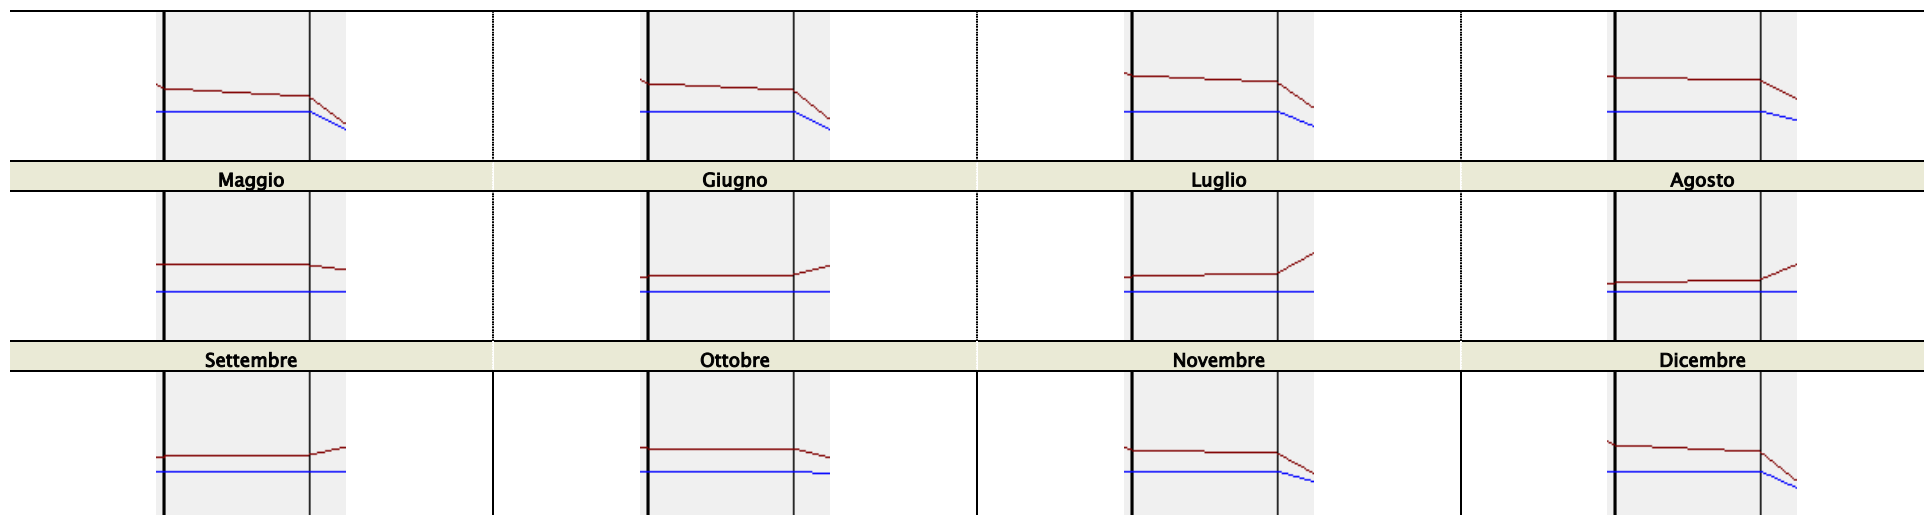 Maggio Giugno Luglio Agosto
Settembre Ottobre Novembre Dicembre